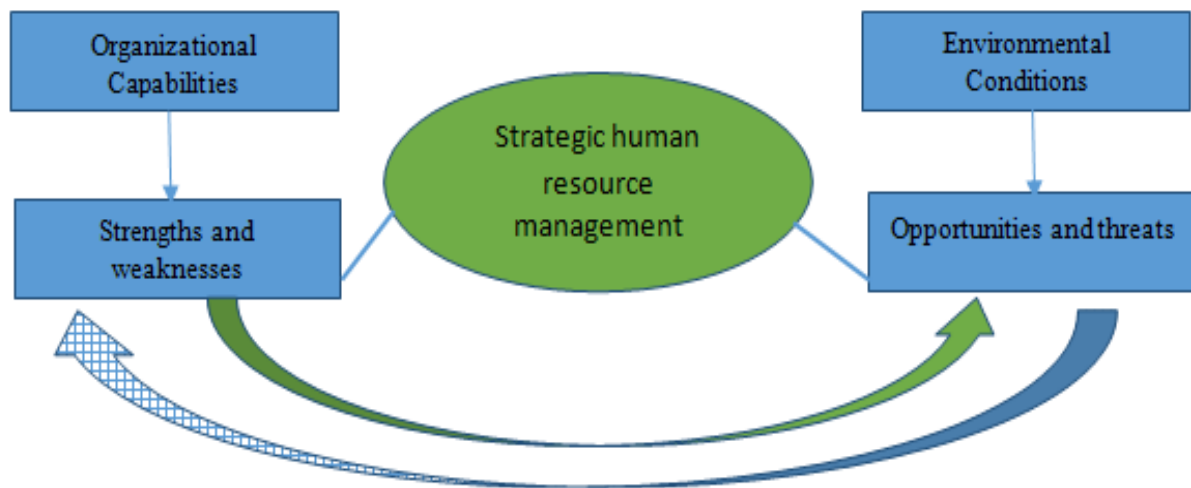 Organizational
Capabilities
Environmental
Conditions
Strategic human
resource
management
Strengths and
weaknesses
Opportunities and threats